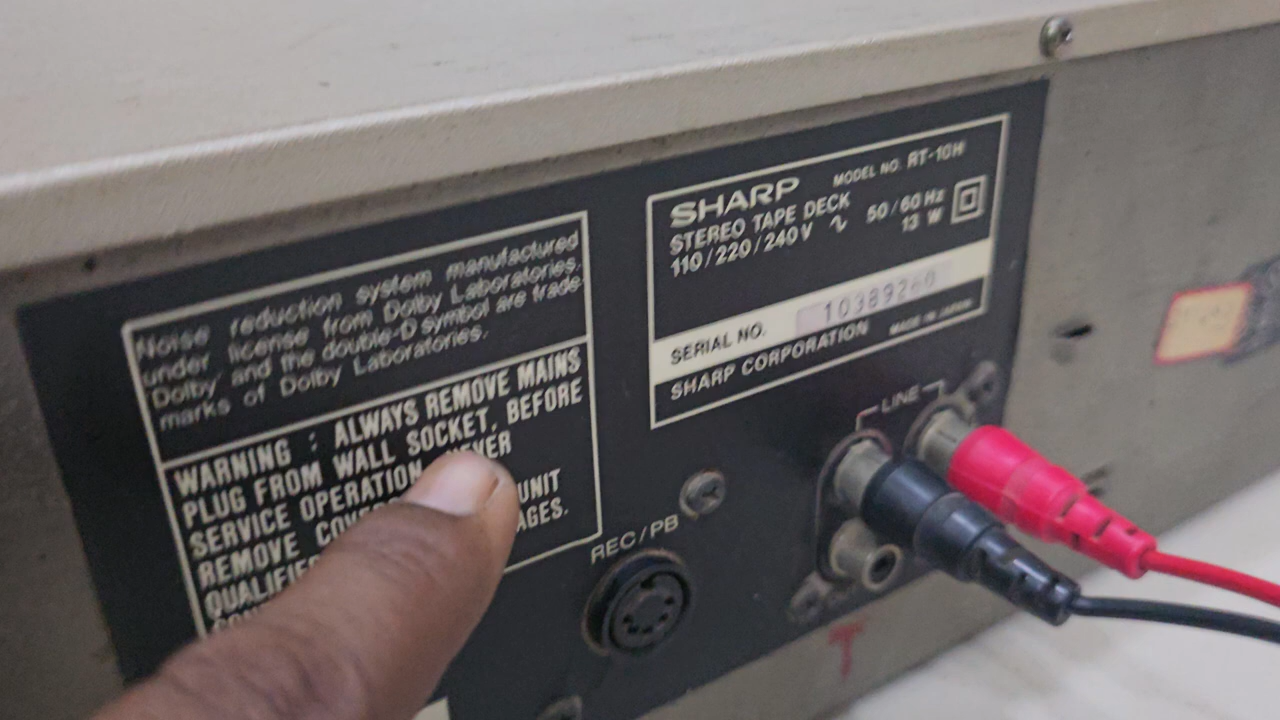 Noise reduction system manufactured
under license from Dolby Laboratories.
'Dolby' and the double-D symbol are trade-
marks of Dolby Laboratories.
WARNING : ALWAYS REMOVE MAINS
PLUG FROM WALL SOCKET, BEFORE
SERVICE OPERATION.
REMOVE UNIT
SHARP MODEL NO. RT-10H
STEREO TAPE DECK
110/220/240V ∿ 50/60 Hz
13 W
SERIAL NO.
SHARP CORPORATION MADE IN JAPAN
LINE
REC/PB